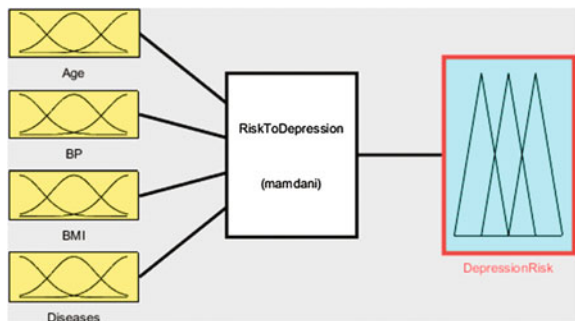 Age
BP
BMI
Diseases
RiskToDepression
(mamdani)
DepressionRisk